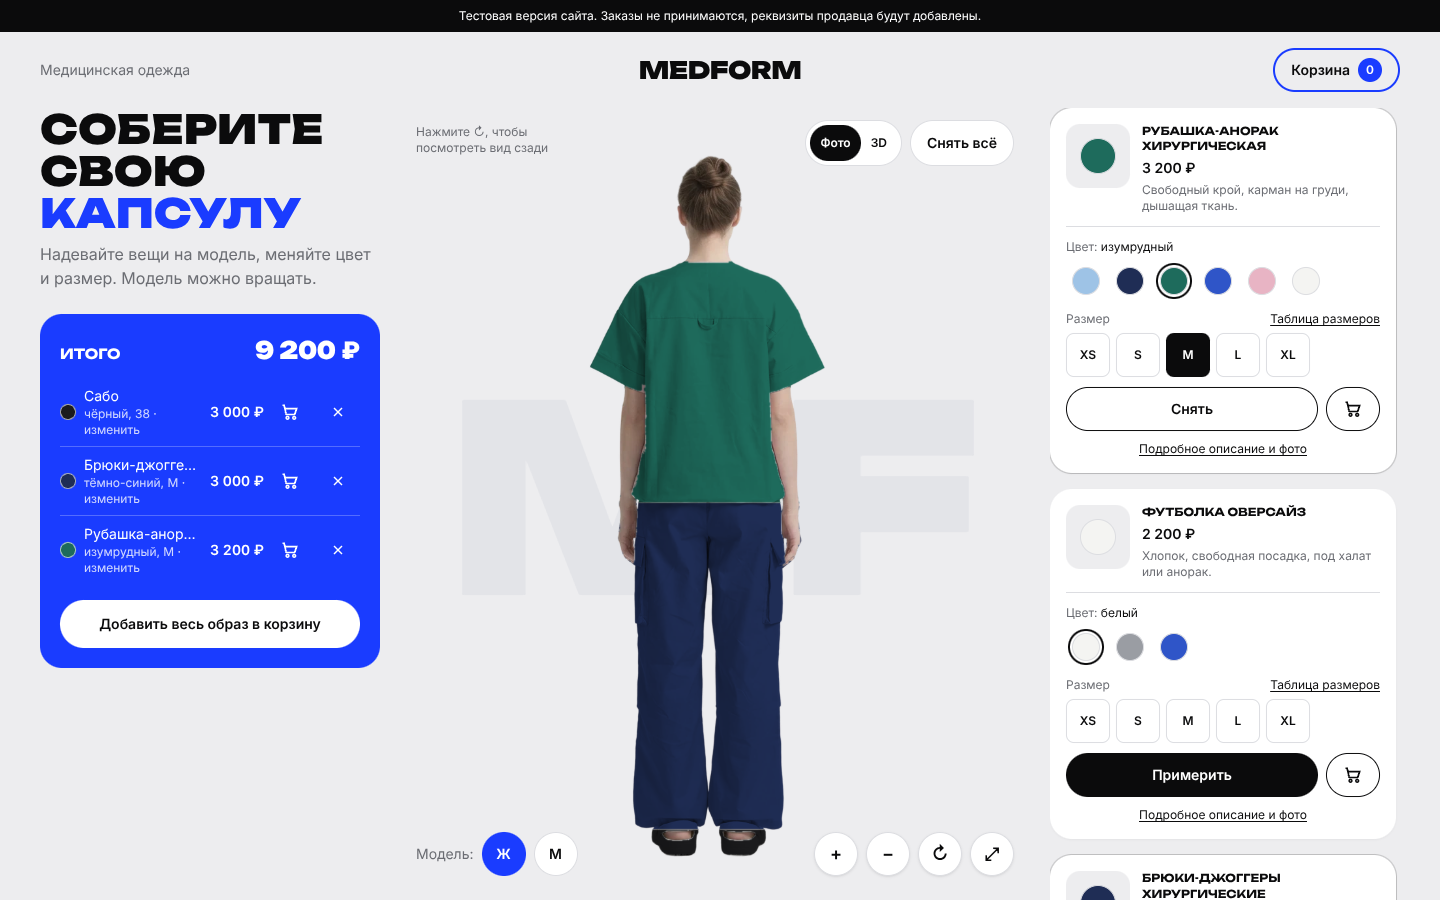 Тестовая версия сайта. Заказы не принимаются, реквизиты продавца будут добавлены.
Медицинская одежда
MEDFORM
Корзина 0
СОБЕРИТЕ
СВОЮ
КАПСУЛУ
Надевайте вещи на модель, меняйте цвет
и размер. Модель можно вращать.
ИТОГО 9 200 ₽
Сабо
чёрный, 38 ·
изменить
3 000 ₽
×
Брюки-джогге...
тёмно-синий, M ·
изменить
3 000 ₽
×
Рубашка-анор...
изумрудный, M ·
изменить
3 200 ₽
×
Добавить весь образ в корзину
Нажмите ↻, чтобы
посмотреть вид сзади
Фото 3D
Снять всё
M F
Модель: Ж М
+ − ↻ ⤢
РУБАШКА-АНОРАК
ХИРУРГИЧЕСКАЯ
3 200 ₽
Свободный крой, карман на груди,
дышащая ткань.
Цвет: изумрудный
Размер Таблица размеров
XS S M L XL
Снять
Подробное описание и фото
ФУТБОЛКА ОВЕРСАЙЗ
2 200 ₽
Хлопок, свободная посадка, под халат
или анорак.
Цвет: белый
Размер Таблица размеров
XS S M L XL
Примерить
Подробное описание и фото
БРЮКИ-ДЖОГГЕРЫ
ХИРУРГИЧЕСКИЕ